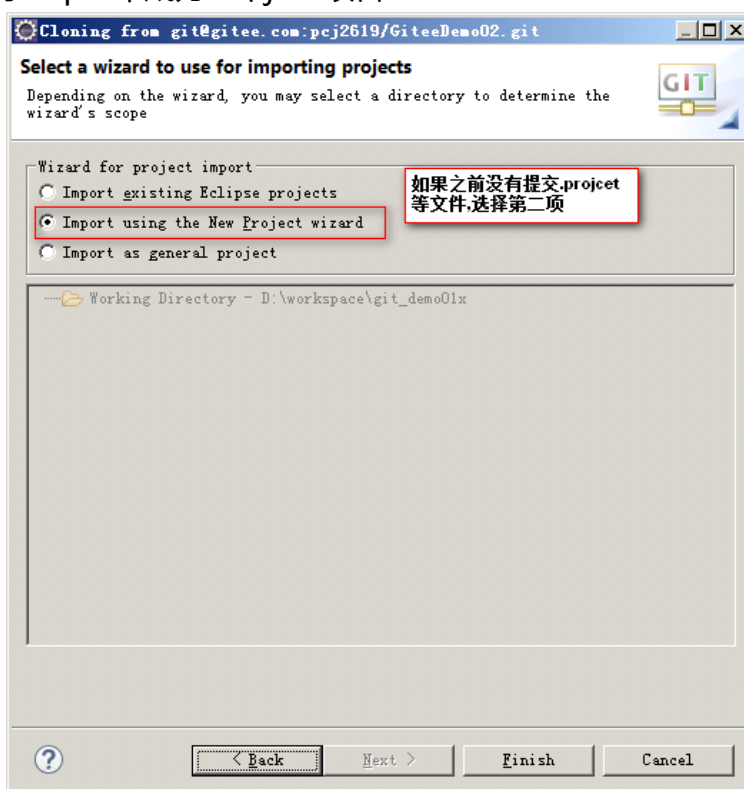 Cloning from git@gitee.com:pcj2619/GiteeDemo02.git
Select a wizard to use for importing projects
Depending on the wizard, you may select a directory to determine the
wizard's scope
GIT
Wizard for project import
Import existing Eclipse projects
如果之前没有提交.projcet
等文件,选择第二项
Import using the New Project wizard
Import as general project
Working Directory - D:\workspace\git_demo01x
?
< Back
Next >
Finish
Cancel